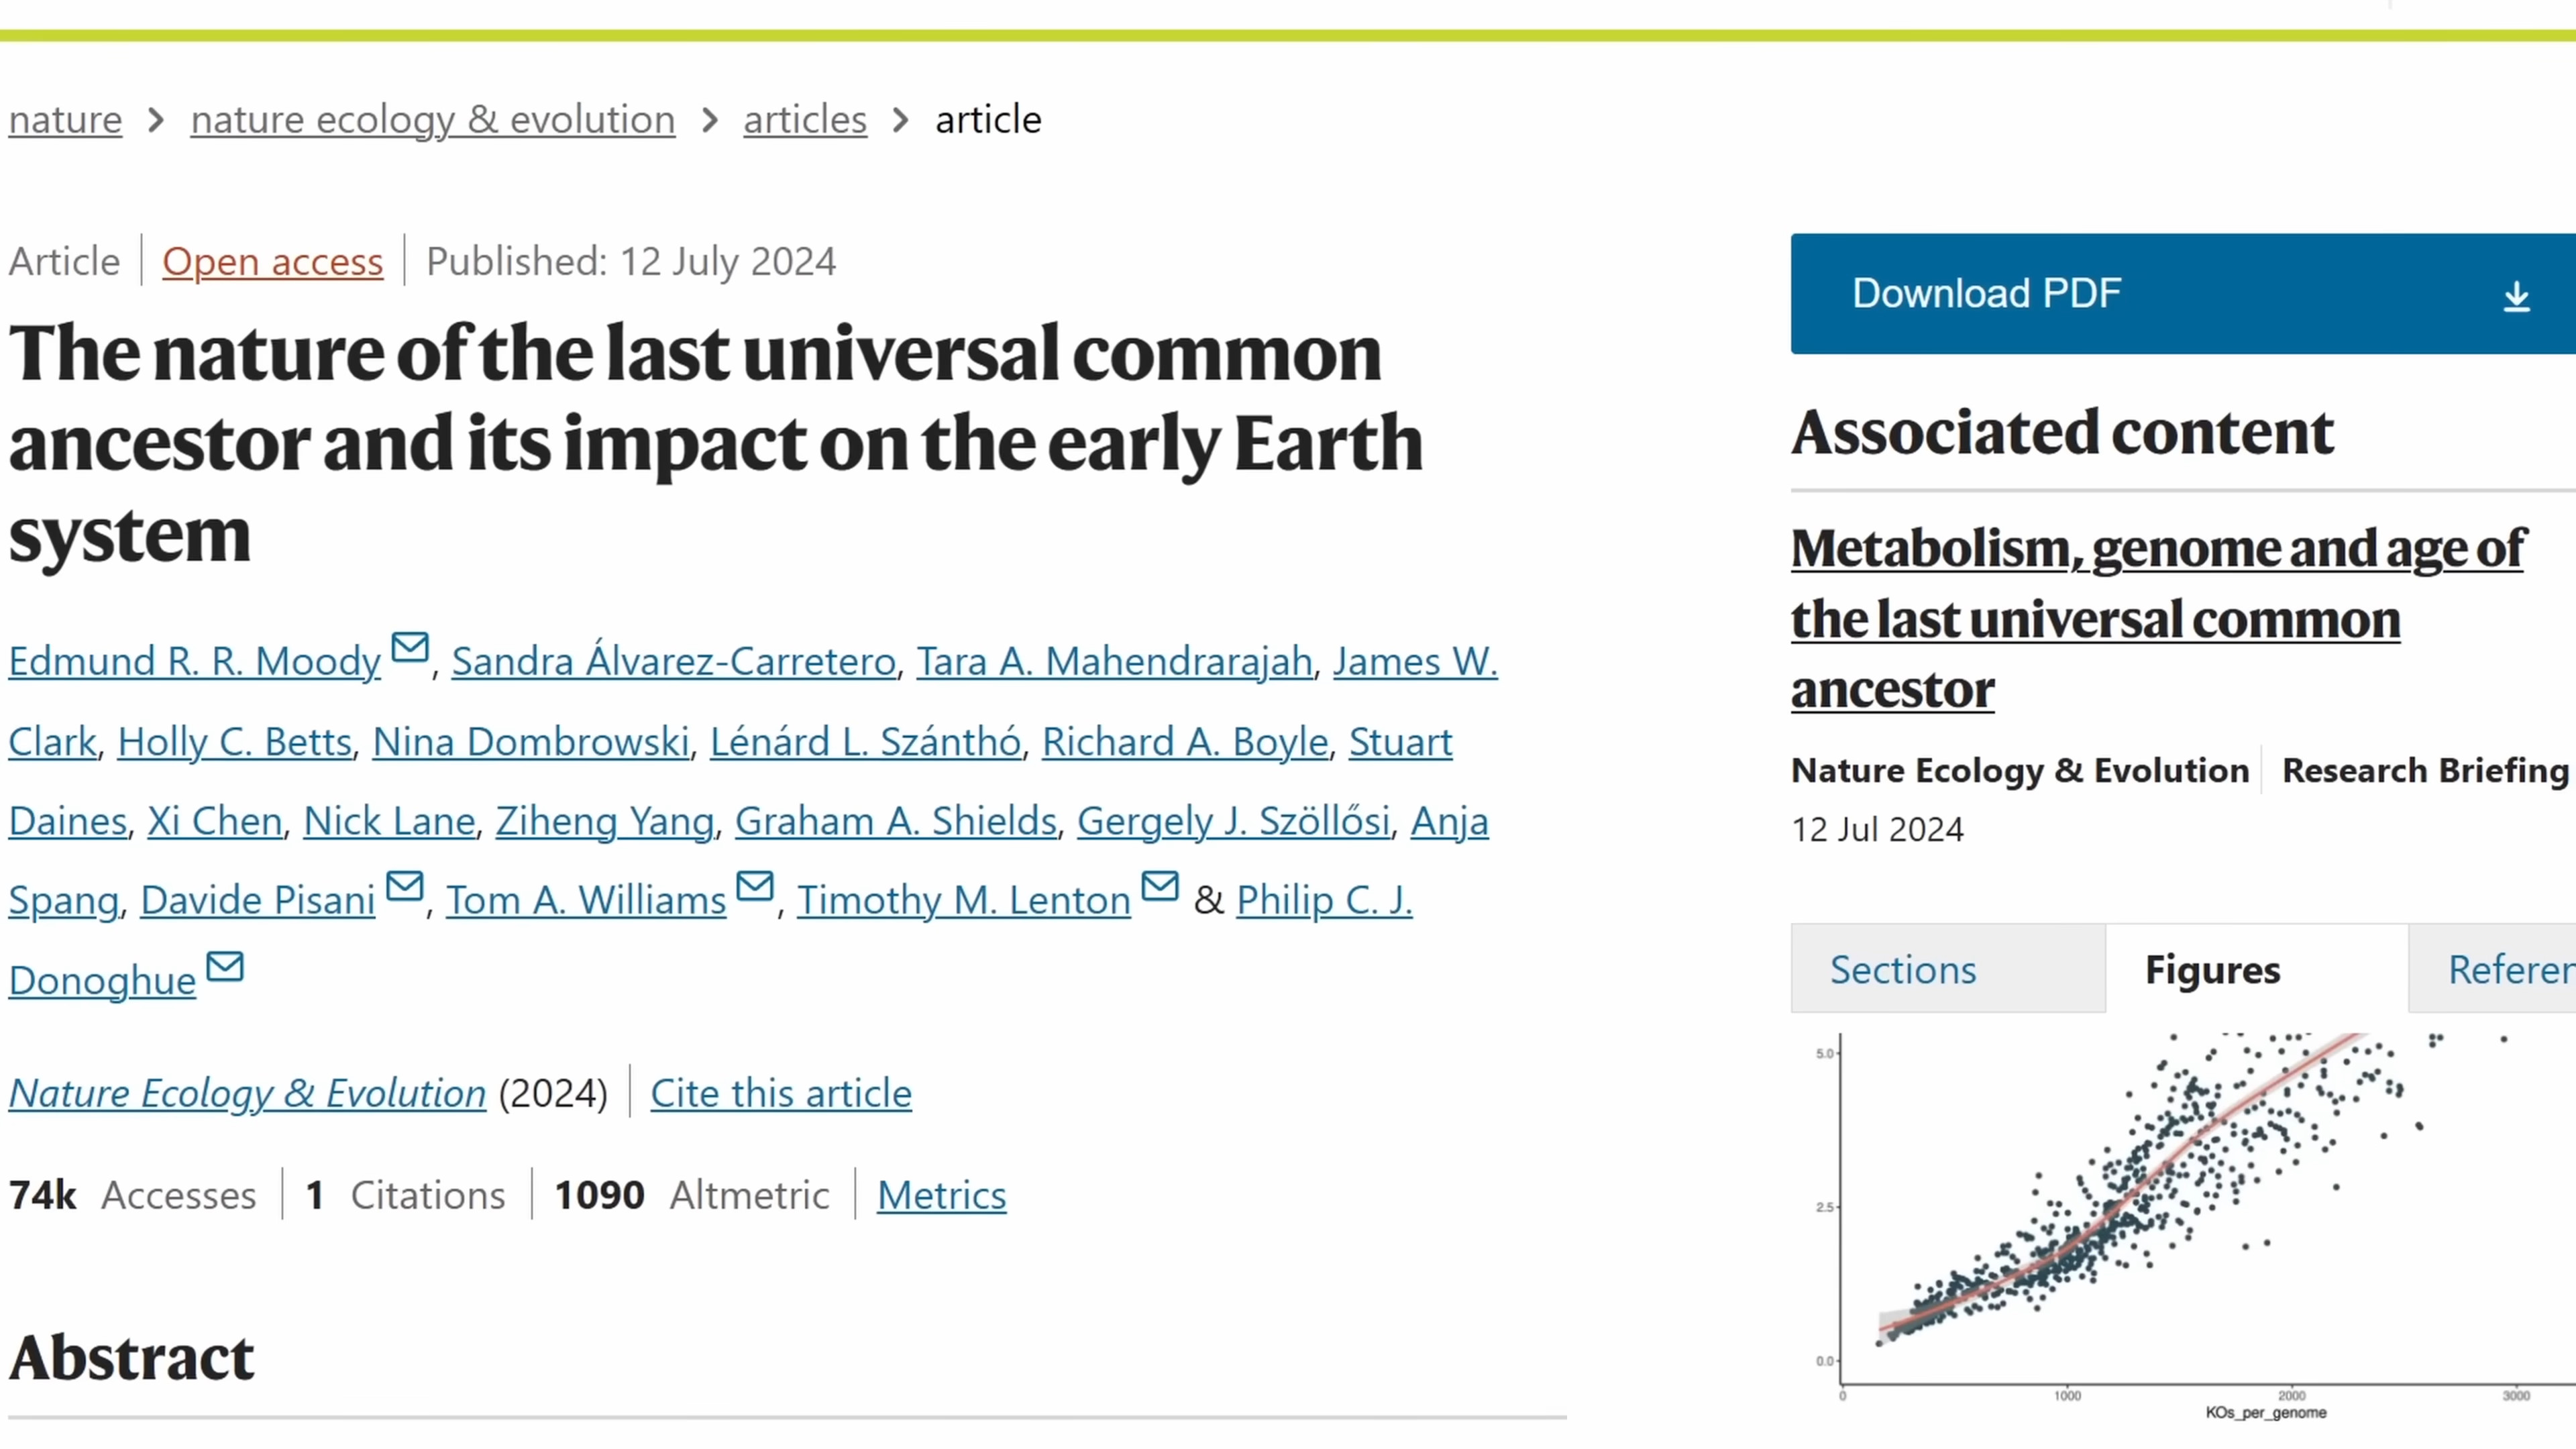 nature > nature ecology & evolution > articles > article
Article | Open access | Published: 12 July 2024
The nature of the last universal common
ancestor and its impact on the early Earth
system
Edmund R. R. Moody, Sandra Álvarez-Carretero, Tara A. Mahendrarajah, James W.
Clark, Holly C. Betts, Nina Dombrowski, Lénárd L. Szánthó, Richard A. Boyle, Stuart
Daines, Xi Chen, Nick Lane, Ziheng Yang, Graham A. Shields, Gergely J. Szöllősi, Anja
Spang, Davide Pisani, Tom A. Williams, Timothy M. Lenton & Philip C. J.
Donoghue
Nature Ecology & Evolution (2024) | Cite this article
74k Accesses | 1 Citations | 1090 Altmetric | Metrics
Abstract
Download PDF
Associated content
Metabolism, genome and age of
the last universal common
ancestor
Nature Ecology & Evolution | Research Briefing
12 Jul 2024
Sections Figures Referen
5.0
2.5
0.0
0 1000 2000 3000
KOs_per_genome